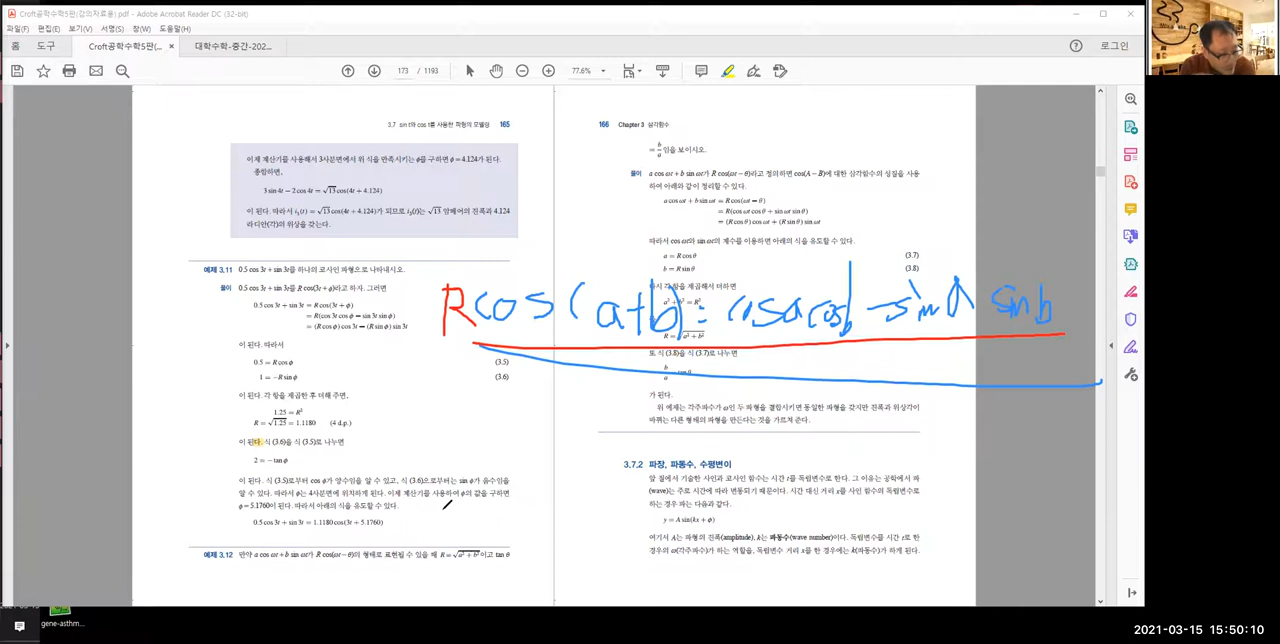 Croft공학수학5판(강의자료용).pdf - Adobe Acrobat Reader DC (32-bit)
파일(F) 편집(E) 보기(V) 서명(S) 창(W) 도움말(H)
홈 도구 Croft공학수학5판(... × 대학수학-중간-202... 로그인
173 / 1193 77.6%
3.7 sin t와 cos t를 사용한 파형의 모델링 165
이제 계산기를 사용해서 3사분면에서 위 식을 만족시키는 ϕ를 구하면 ϕ = 4.124가 된다.
종합하면,
3 sin 4t − 2 cos 4t = √13 cos(4t + 4.124)
이 된다. 따라서 i₃(t) = √13 cos(4t + 4.124)가 되므로 i₃(t)는 √13 암페어의 진폭과 4.124
라디안(각)의 위상을 갖는다.
예제 3.11 0.5 cos 3t + sin 3t를 하나의 코사인 파형으로 나타내시오.
풀이 0.5 cos 3t + sin 3t를 R cos(3t + ϕ)라고 하자. 그러면
0.5 cos 3t + sin 3t = R cos(3t + ϕ)
= R(cos 3t cos ϕ − sin 3t sin ϕ)
= (R cos ϕ) cos 3t − (R sin ϕ) sin 3t
이 된다. 따라서
0.5 = R cos ϕ (3.5)
1 = −R sin ϕ (3.6)
이 된다. 각 항을 제곱한 후 더해 주면,
1.25 = R²
R = √1.25 = 1.1180 (4 d.p.)
이 된다. 식 (3.6)을 식 (3.5)로 나누면
2 = −tan ϕ
이 된다. 식 (3.5)로부터 cos ϕ가 양수임을 알 수 있고, 식 (3.6)으로부터는 sin ϕ가 음수임을
알 수 있다. 따라서 ϕ는 4사분면에 위치하게 된다. 이제 계산기를 사용하여 ϕ의 값을 구하면
ϕ = 5.1760이 된다. 따라서 아래의 식을 유도할 수 있다.
0.5 cos 3t + sin 3t = 1.1180 cos(3t + 5.1760)
예제 3.12 만약 a cos ωt + b sin ωt가 R cos(ωt − θ)의 형태로 표현될 수 있을 때 R = √a² + b²이고 tan θ
166 Chapter 3 삼각함수
= b/a 임을 보이시오.
풀이 a cos ωt + b sin ωt가 R cos(ωt − θ)라고 정의하면 cos(A − B)에 대한 삼각함수의 성질을 사용
하여 아래와 같이 정리할 수 있다.
a cos ωt + b sin ωt = R cos(ωt − θ)
= R(cos ωt cos θ + sin ωt sin θ)
= (R cos θ) cos ωt + (R sin θ) sin ωt
따라서 cos ωt와 sin ωt의 계수를 이용하면 아래의 식을 유도할 수 있다.
a = R cos θ (3.7)
b = R sin θ (3.8)
다시 각 항을 제곱해서 더하면
R cos(a+b) = cosa cosb − sina sinb
a² + b² = R²
R = √a² + b²
또 식 (3.8)을 식 (3.7)로 나누면
b/a = tan θ
가 된다.
위 예제는 각주파수가 ω인 두 파형을 결합시키면 동일한 파형을 갖지만 진폭과 위상각이
바뀌는 다른 형태의 파형을 만든다는 것을 가르쳐 준다.
3.7.2 파장, 파동수, 수평변이
앞 절에서 기술한 사인과 코사인 함수는 시간 t를 독립변수로 한다. 그 이유는 공학에서 파
(wave)는 주로 시간에 따라 변동되기 때문이다. 시간 대신 거리 x를 사인 함수의 독립변수로
하는 경우 파는 다음과 같다.
y = A sin(kx + ϕ)
여기서 A는 파형의 진폭(amplitude), k는 파동수(wave number)이다. 독립변수를 시간 t로 한
경우의 ω(각주파수)가 하는 역할을, 독립변수 거리 x를 한 경우에는 k(파동수)가 하게 된다.
gene-asthm...
2021-03-15 15:50:10